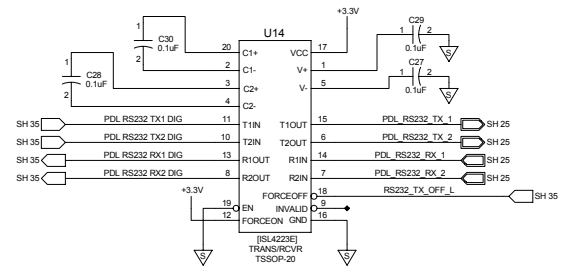 +3.3V
C30
1
2
0.1uF
C28
1
2
0.1uF
U14
C29
1
2
0.1uF
C27
1
2
0.1uF
20 C1+ VCC 17
2 C1- V+ 1
3 C2+ V- 5
4 C2-
S
S
SH 35 PDL RS232 TX1 DIG 11 T1IN T1OUT 15 PDL_RS232_TX_1 SH 25
SH 35 PDL RS232 TX2 DIG 10 T2IN T2OUT 6 PDL_RS232_TX_2 SH 25
SH 35 PDL RS232 RX1 DIG 13 R1OUT R1IN 14 PDL_RS232_RX_1 SH 25
SH 35 PDL RS232 RX2 DIG 8 R2OUT R2IN 7 PDL_RS232_RX_2 SH 25
+3.3V
FORCEOFF 18 RS232_TX_OFF_L SH 35
19 EN INVALID 9
12 FORCEON GND 16
S
S
[ISL4223E]
TRANS/RCVR
TSSOP-20